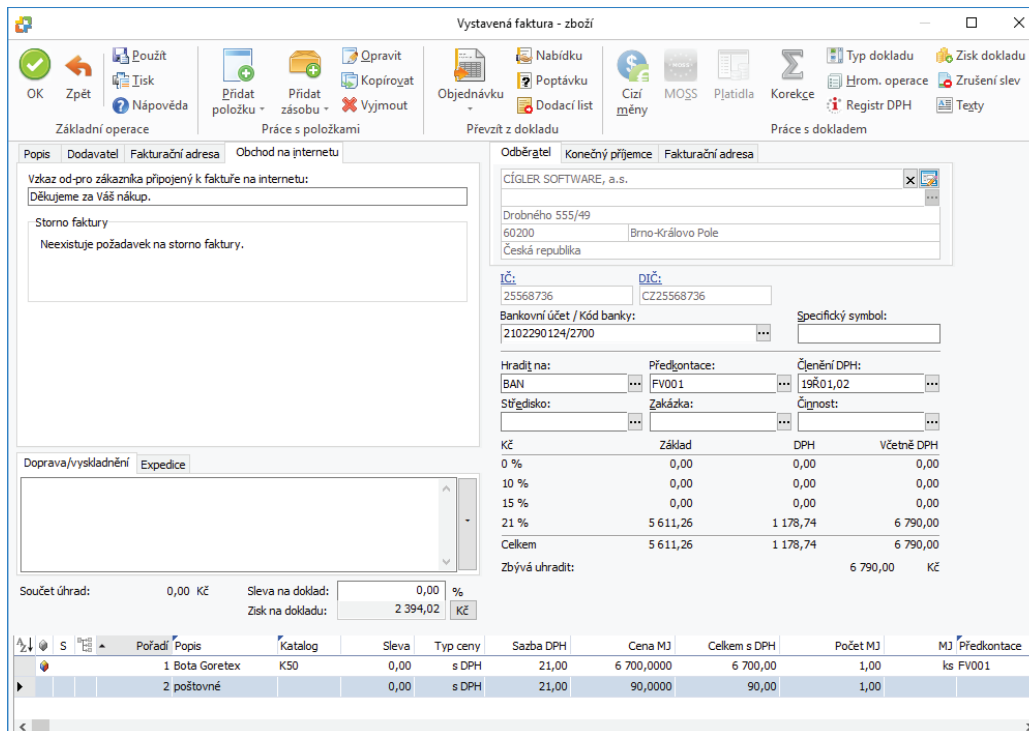 Vystavená faktura - zboží
OK
Zpět
Použít
Tisk
Nápověda
Základní operace
Přidat položku
Přidat zásobu
Opravit
Kopírovat
Vyjmout
Práce s položkami
Objednávku
Nabídku
Poptávku
Dodací list
Převzít z dokladu
Cizí měny
MOSS
Platidla
Korekce
Typ dokladu
Hrom. operace
Registr DPH
Zisk dokladu
Zrušení slev
Texty
Práce s dokladem
Popis Dodavatel Fakturační adresa Obchod na internetu
Vzkaz od-pro zákazníka připojený k faktuře na internetu:
Děkujeme za Váš nákup.
Storno faktury
Neexistuje požadavek na storno faktury.
Doprava/vyskladnění Expedice
Součet úhrad: 0,00 Kč
Sleva na doklad: 0,00 %
Zisk na dokladu: 2 394,02 Kč
Odběratel Konečný příjemce Fakturační adresa
CÍGLER SOFTWARE, a.s.
Drobného 555/49
60200 Brno-Královo Pole
Česká republika
IČ: DIČ:
25568736 CZ25568736
Bankovní účet / Kód banky: Specifický symbol:
2102290124/2700
Hradit na: Předkontace: Členění DPH:
BAN FV001 19Ř01,02
Středisko: Zakázka: Činnost:
Kč Základ DPH Včetně DPH
0 % 0,00 0,00 0,00
10 % 0,00 0,00 0,00
15 % 0,00 0,00 0,00
21 % 5 611,26 1 178,74 6 790,00
Celkem 5 611,26 1 178,74 6 790,00
Zbývá uhradit: 6 790,00 Kč
S Pořadí Popis Katalog Sleva Typ ceny Sazba DPH Cena MJ Celkem s DPH Počet MJ MJ Předkontace
1 Bota Goretex K50 0,00 s DPH 21,00 6 700,0000 6 700,00 1,00 ks FV001
2 poštovné 0,00 s DPH 21,00 90,0000 90,00 1,00